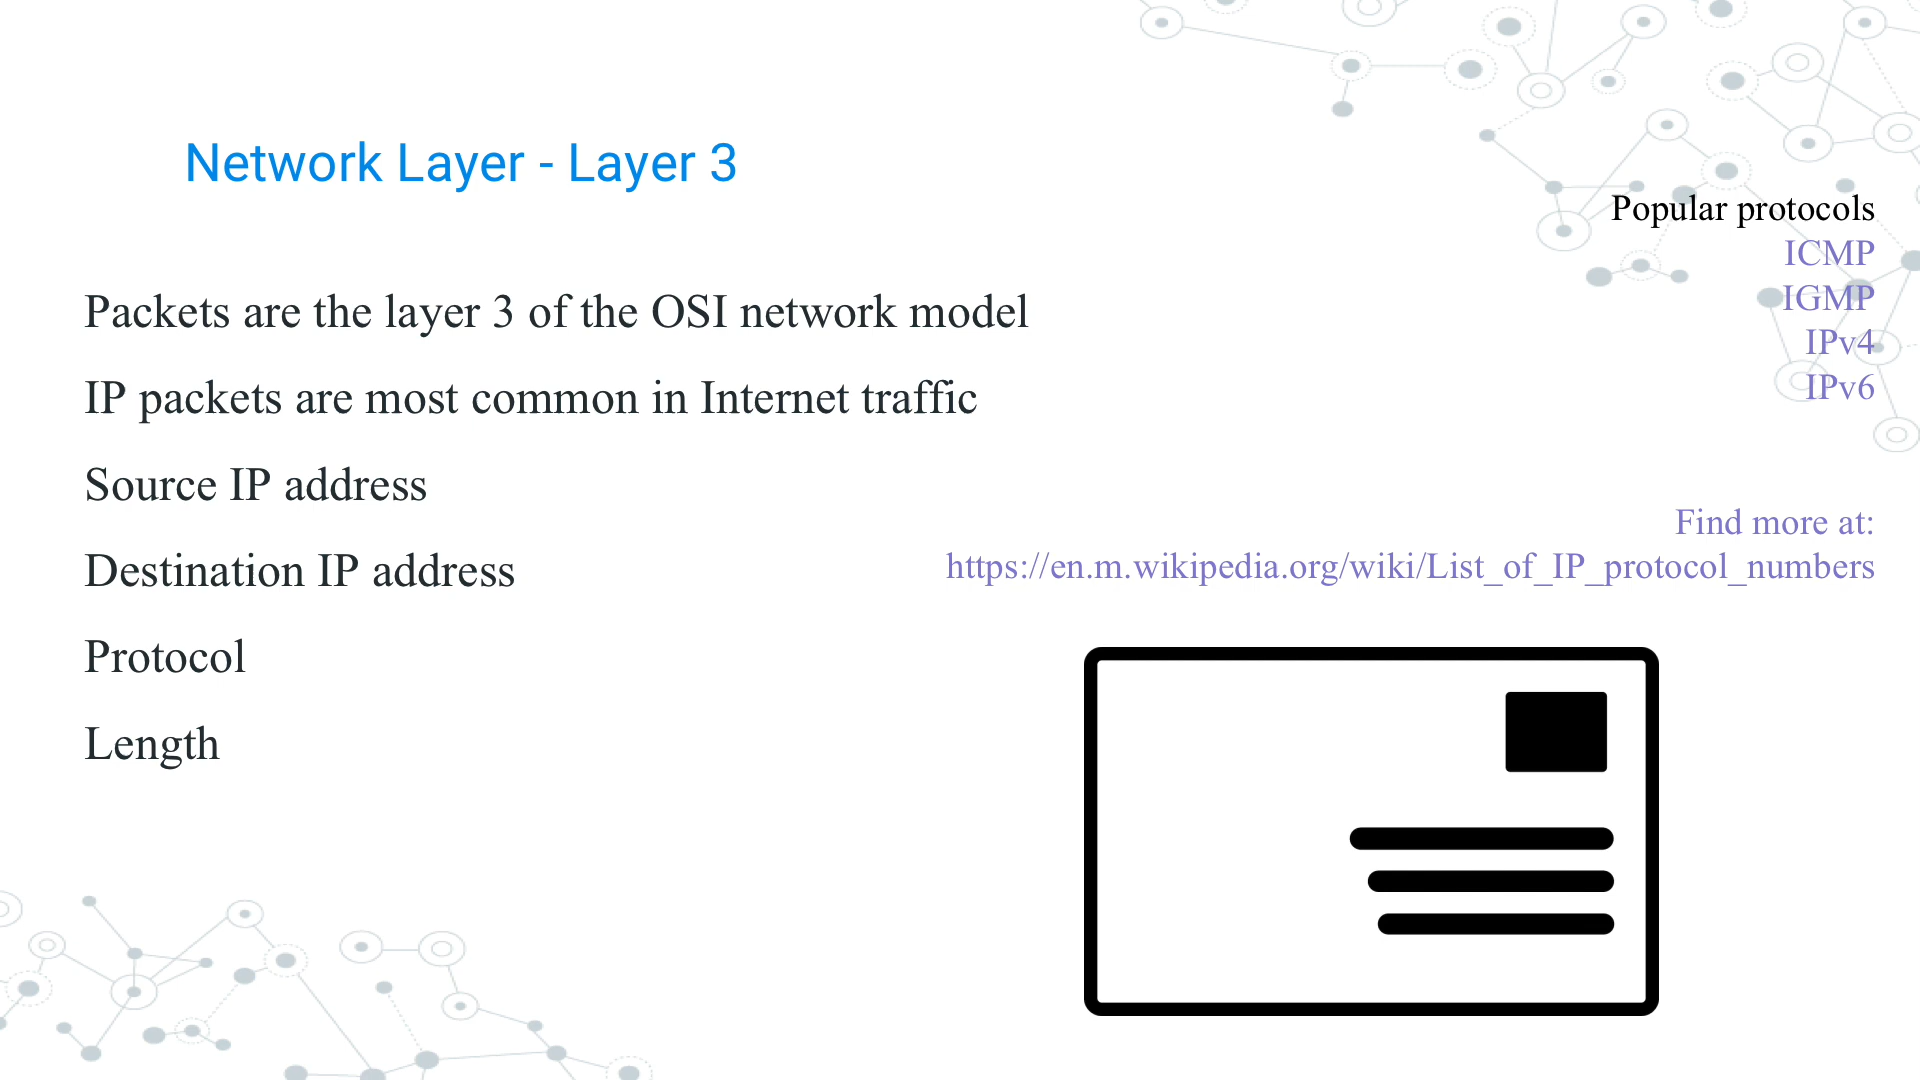 Network Layer - Layer 3
Packets are the layer 3 of the OSI network model
IP packets are most common in Internet traffic
Source IP address
Destination IP address
Protocol
Length
Popular protocols
ICMP
IGMP
IPv4
IPv6
Find more at:
https://en.m.wikipedia.org/wiki/List_of_IP_protocol_numbers